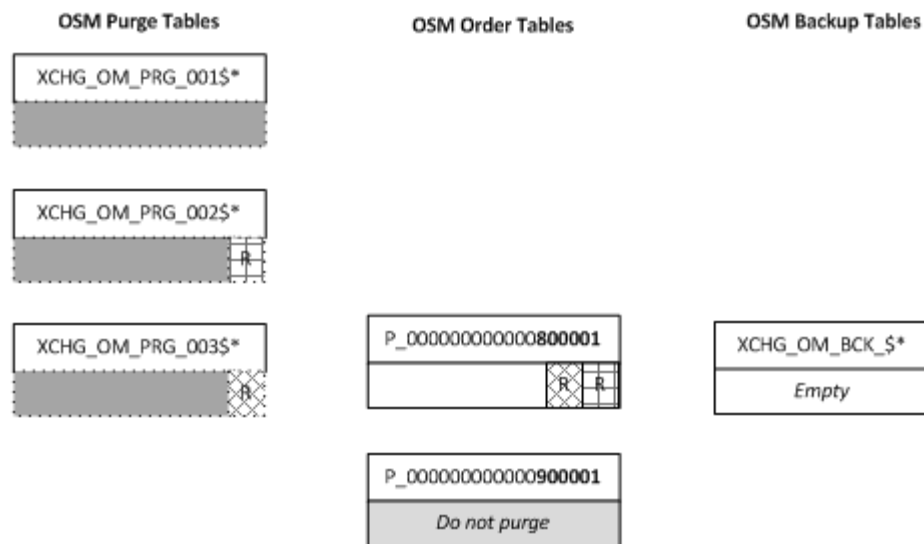 OSM Purge Tables
OSM Order Tables
OSM Backup Tables
XCHG_OM_PRG_001$*
XCHG_OM_PRG_002$*
R
XCHG_OM_PRG_003$*
R
P_000000000000800001
R R
XCHG_OM_BCK_$*
Empty
P_000000000000900001
Do not purge